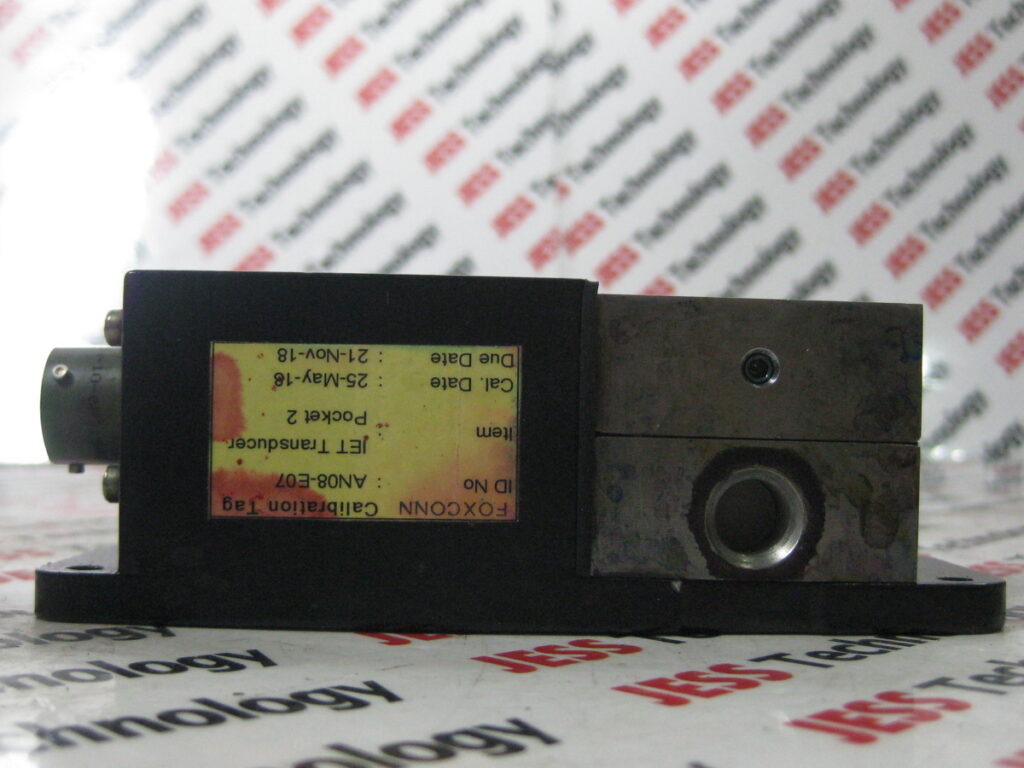 FOXCONN Calibration Tag
ID No : AN08-E07
Item : JET Transducer
Pocket 2
Cal. Date : 25-May-18
Due Date : 21-Nov-18
JESS Technology